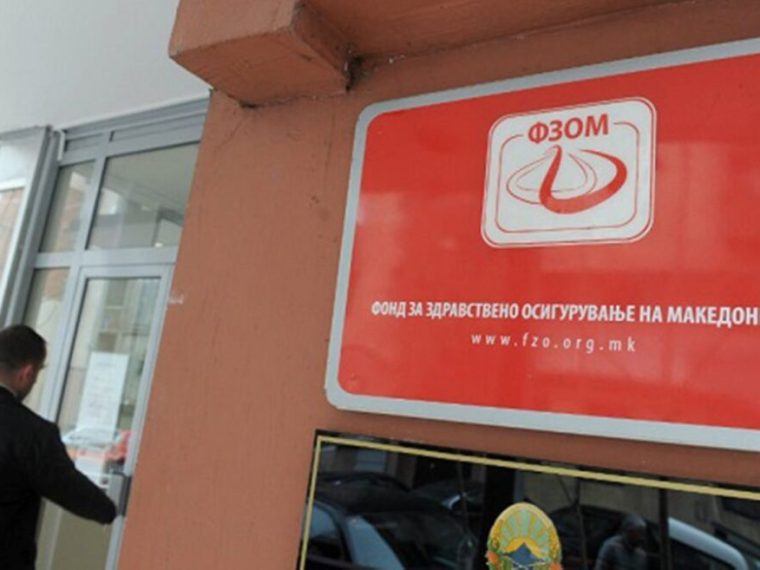 ФЗОМ
ФОНД ЗА ЗДРАВСТВЕНО ОСИГУРУВАЊЕ НА МАКЕДОН
www.fzo.org.mk